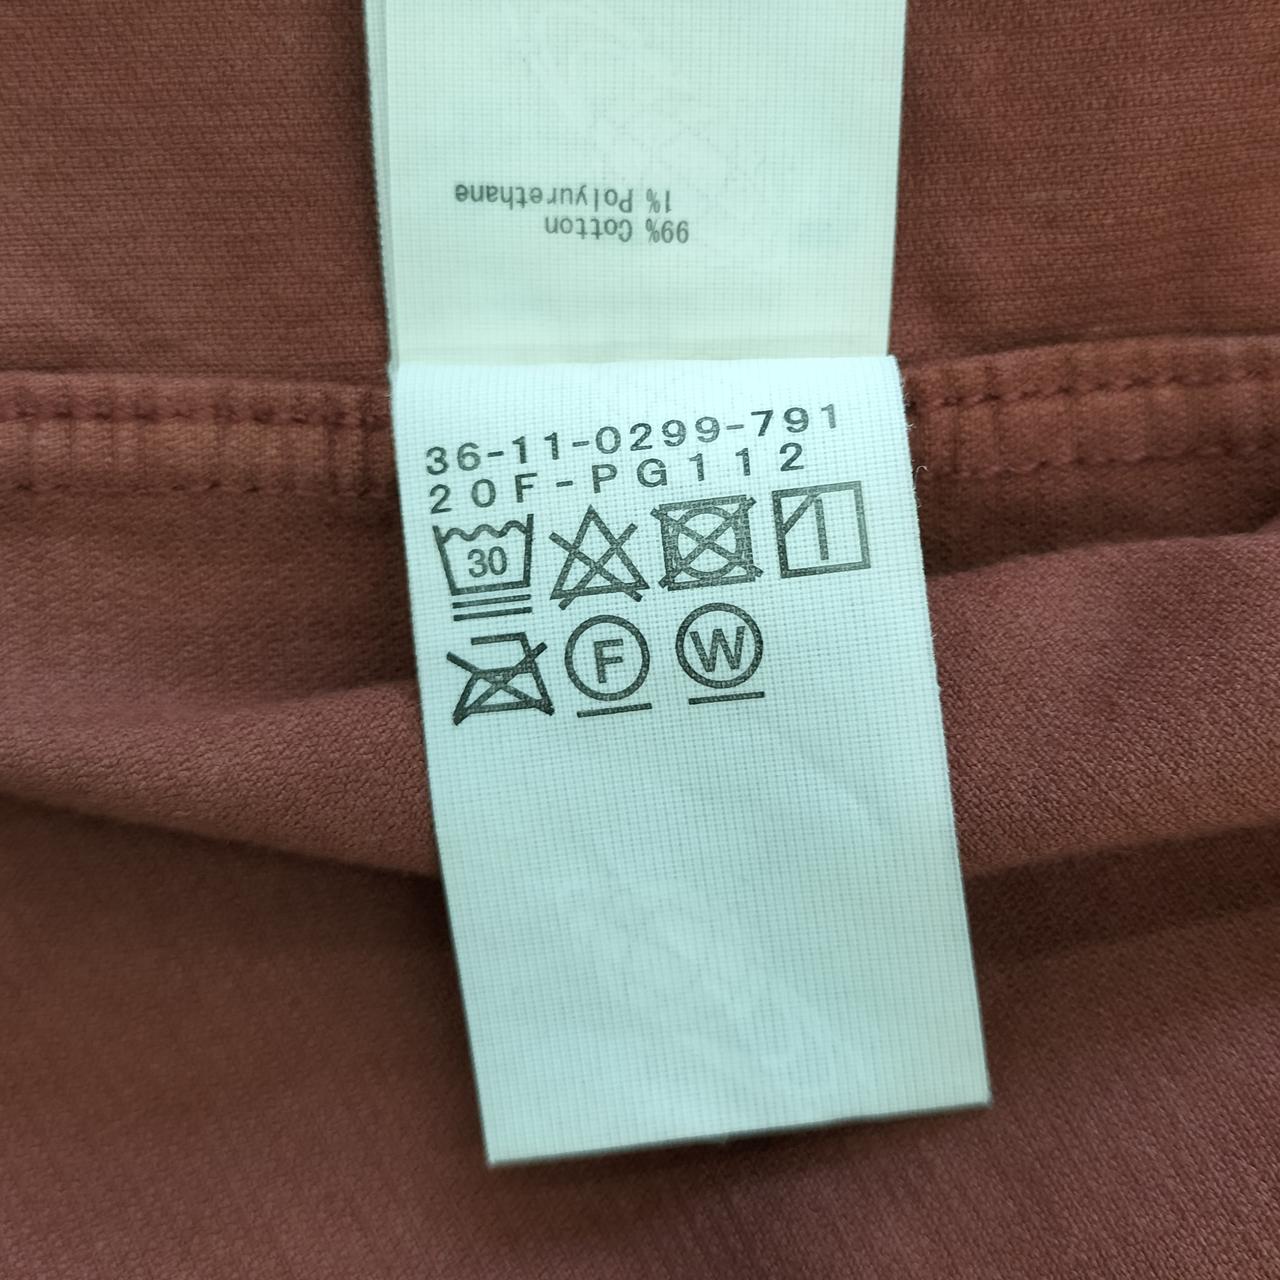 99% Cotton
1% Polyurethane
36-11-0299-791
20F-PG112
30
F
W